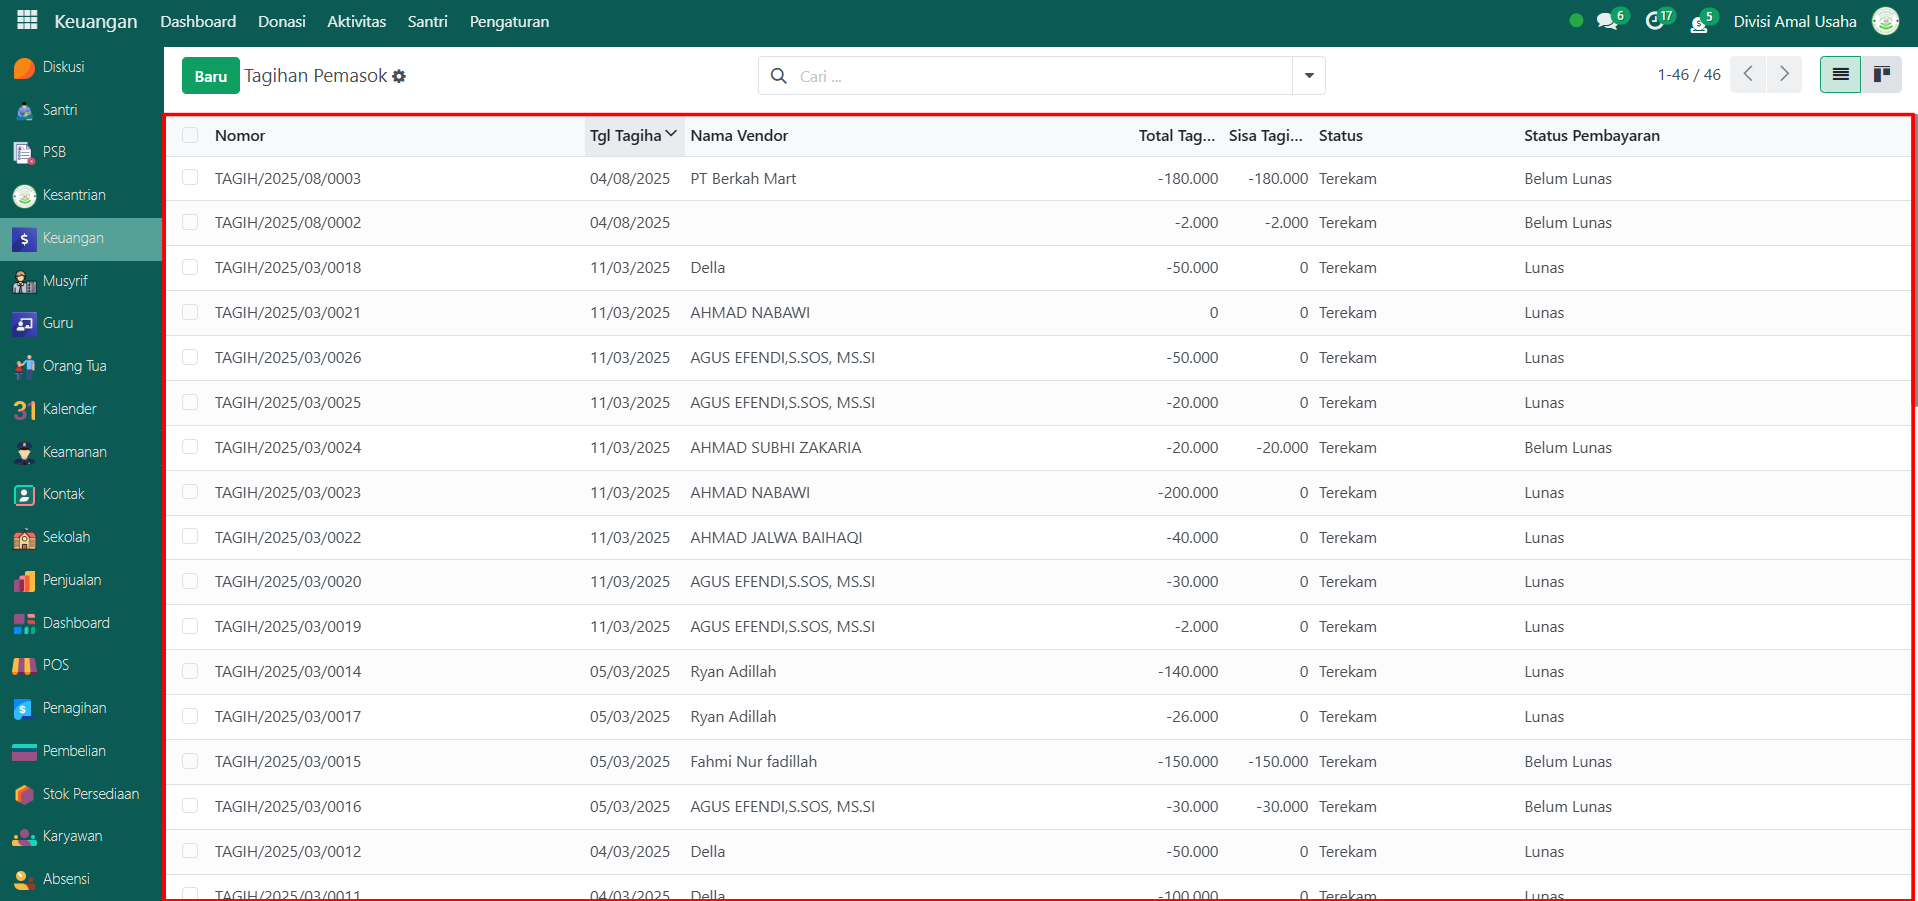 Keuangan Dashboard Donasi Aktivitas Santri Pengaturan 6 17 5 Divisi Amal Usaha
Diskusi
Santri
PSB
Kesantrian
Keuangan
Musyrif
Guru
Orang Tua
31 Kalender
Keamanan
Kontak
Sekolah
Penjualan
Dashboard
POS
Penagihan
Pembelian
Stok Persediaan
Karyawan
Absensi
Baru Tagihan Pemasok Cari ... 1-46 / 46
Nomor Tgl Tagiha Nama Vendor Total Tag... Sisa Tagi... Status Status Pembayaran
TAGIH/2025/08/0003 04/08/2025 PT Berkah Mart -180.000 -180.000 Terekam Belum Lunas
TAGIH/2025/08/0002 04/08/2025 -2.000 -2.000 Terekam Belum Lunas
TAGIH/2025/03/0018 11/03/2025 Della -50.000 0 Terekam Lunas
TAGIH/2025/03/0021 11/03/2025 AHMAD NABAWI 0 0 Terekam Lunas
TAGIH/2025/03/0026 11/03/2025 AGUS EFENDI,S.SOS, MS.SI -50.000 0 Terekam Lunas
TAGIH/2025/03/0025 11/03/2025 AGUS EFENDI,S.SOS, MS.SI -20.000 0 Terekam Lunas
TAGIH/2025/03/0024 11/03/2025 AHMAD SUBHI ZAKARIA -20.000 -20.000 Terekam Belum Lunas
TAGIH/2025/03/0023 11/03/2025 AHMAD NABAWI -200.000 0 Terekam Lunas
TAGIH/2025/03/0022 11/03/2025 AHMAD JALWA BAIHAQI -40.000 0 Terekam Lunas
TAGIH/2025/03/0020 11/03/2025 AGUS EFENDI,S.SOS, MS.SI -30.000 0 Terekam Lunas
TAGIH/2025/03/0019 11/03/2025 AGUS EFENDI,S.SOS, MS.SI -2.000 0 Terekam Lunas
TAGIH/2025/03/0014 05/03/2025 Ryan Adillah -140.000 0 Terekam Lunas
TAGIH/2025/03/0017 05/03/2025 Ryan Adillah -26.000 0 Terekam Lunas
TAGIH/2025/03/0015 05/03/2025 Fahmi Nur fadillah -150.000 -150.000 Terekam Belum Lunas
TAGIH/2025/03/0016 05/03/2025 AGUS EFENDI,S.SOS, MS.SI -30.000 -30.000 Terekam Belum Lunas
TAGIH/2025/03/0012 04/03/2025 Della -50.000 0 Terekam Lunas
TAGIH/2025/03/0011 04/03/2025 Della -100.000 0 Terekam Lunas